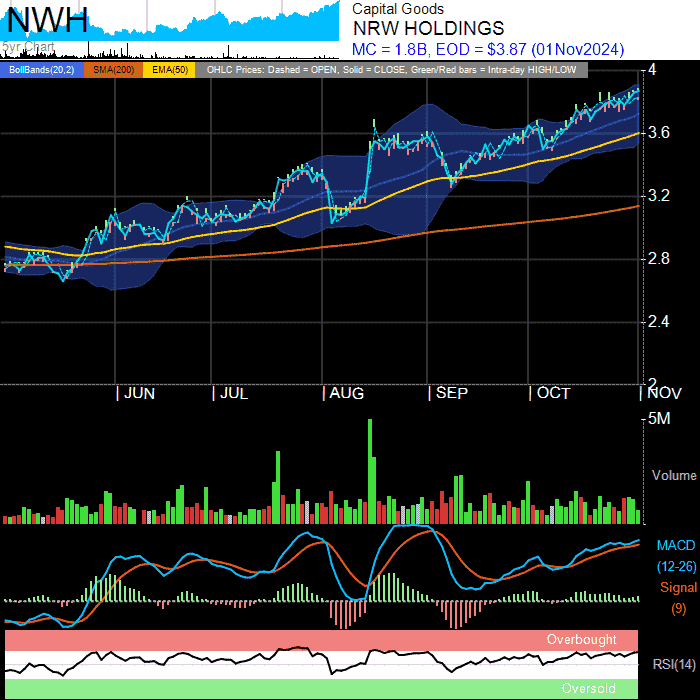 NWH
5yr Chart
Capital Goods
NRW HOLDINGS
MC = 1.8B, EOD = $3.87 (01Nov2024)
BollBands(20,2) SMA(200) EMA(50) OHLC Prices: Dashed = OPEN, Solid = CLOSE, Green/Red bars = Intra-day HIGH/LOW
4
3.6
3.2
2.8
2.4
2
JUN JUL AUG SEP OCT NOV
5M
Volume
MACD
(12-26)
Signal
(9)
Overbought
RSI(14)
Oversold